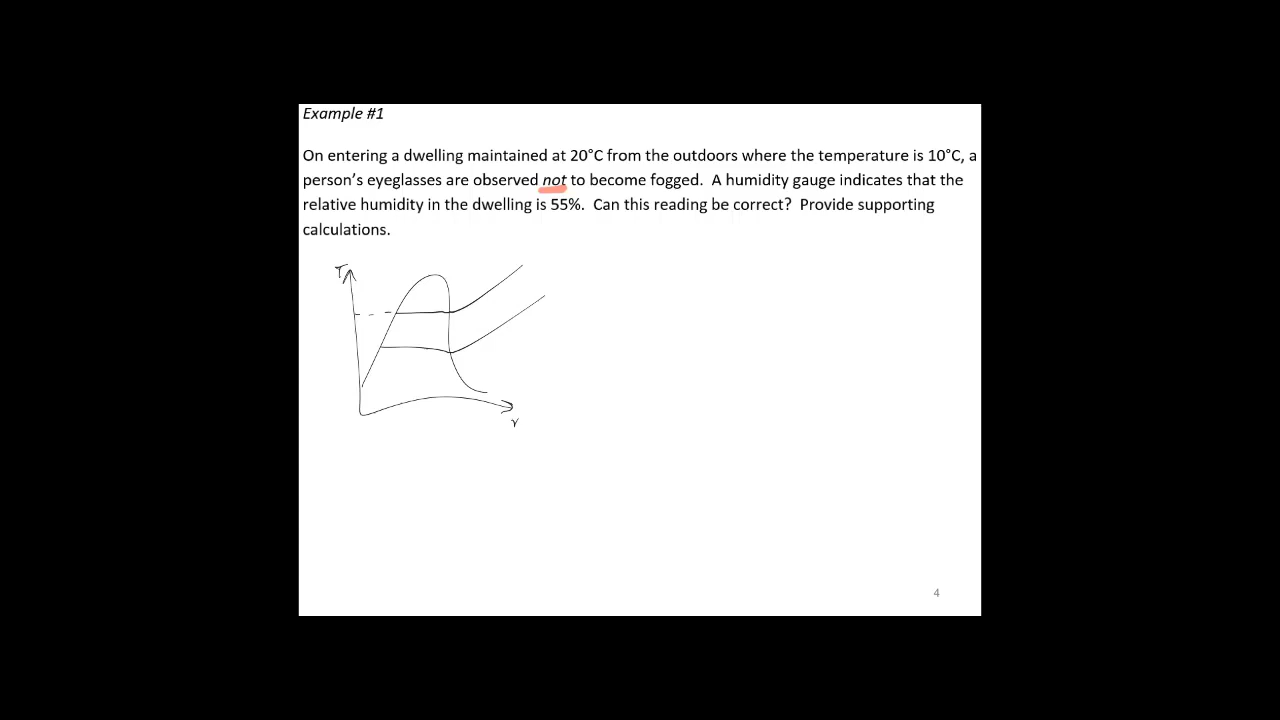 Example #1
On entering a dwelling maintained at 20°C from the outdoors where the temperature is 10°C, a
person's eyeglasses are observed not to become fogged. A humidity gauge indicates that the
relative humidity in the dwelling is 55%. Can this reading be correct? Provide supporting
calculations.
T
v
4